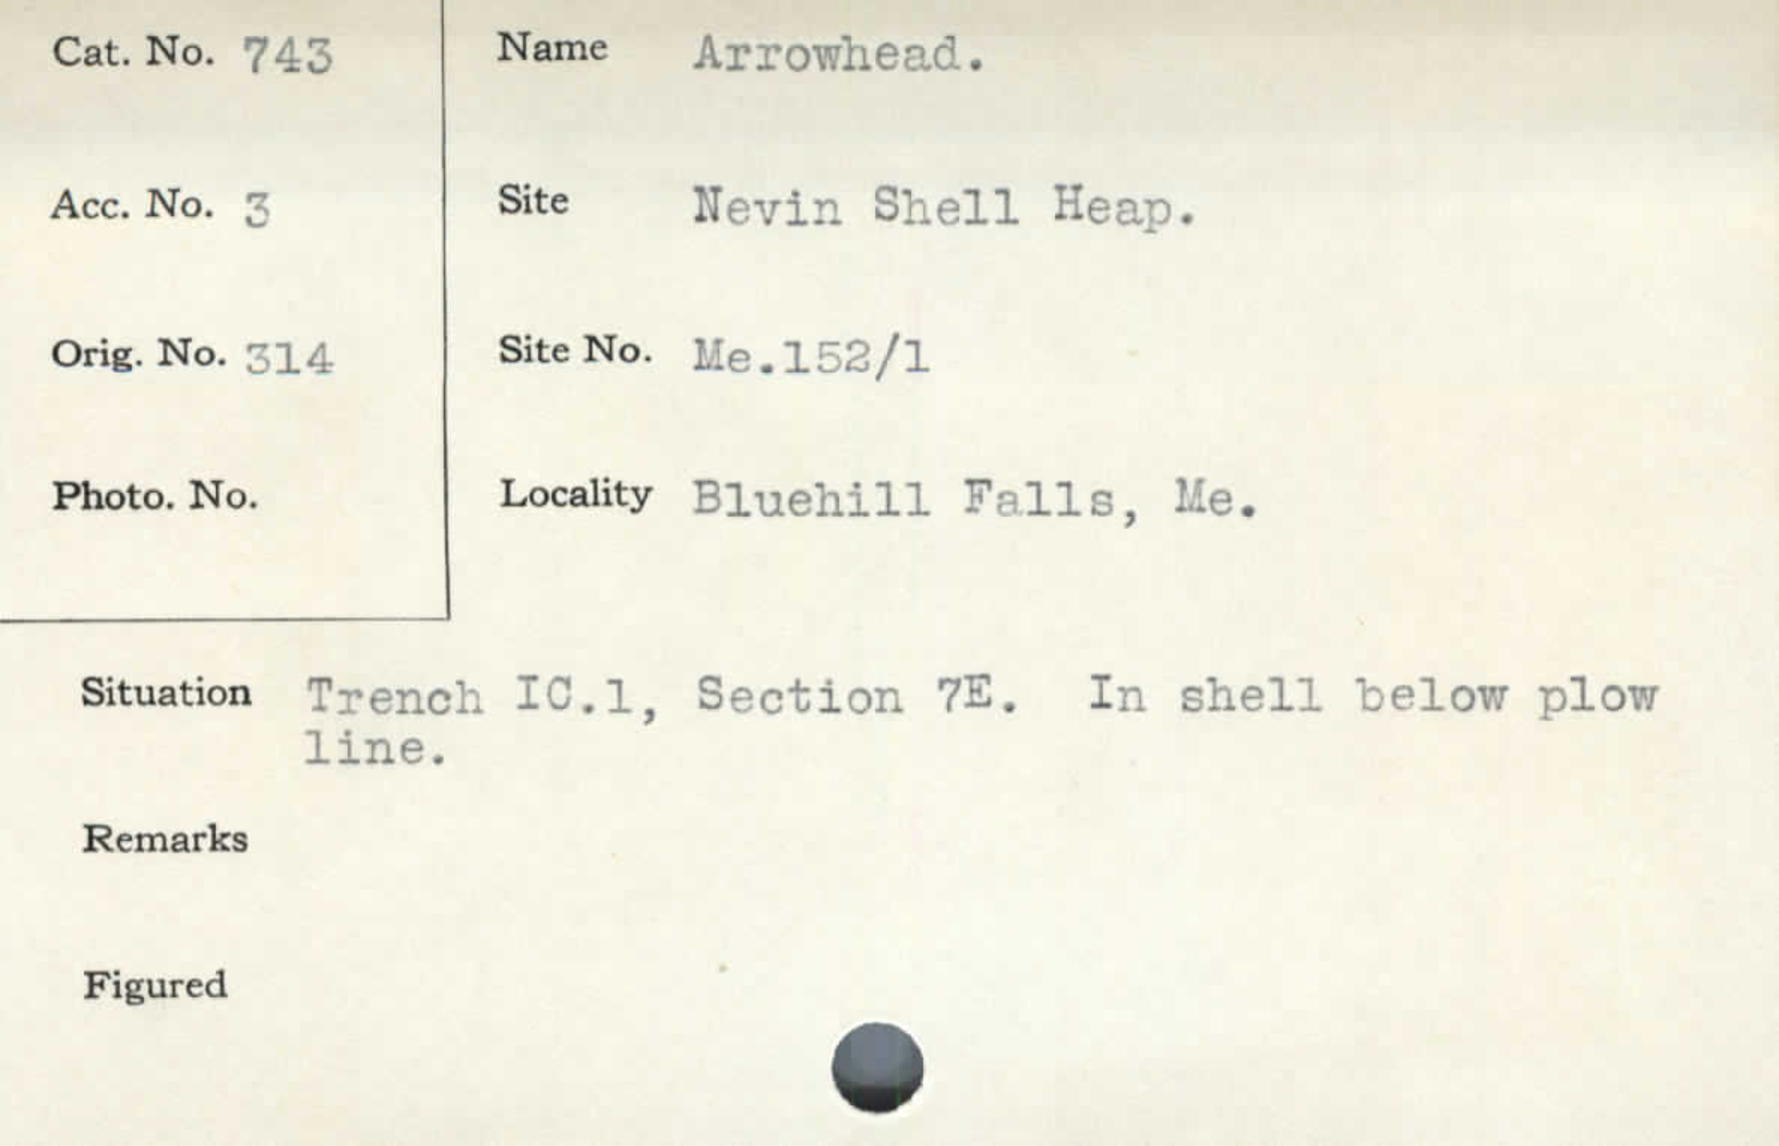 Cat. No. 743
Name Arrowhead.
Acc. No. 3
Site Nevin Shell Heap.
Orig. No. 314
Site No. Me.152/1
Photo. No.
Locality Bluehill Falls, Me.
Situation Trench IC.1, Section 7E. In shell below plow
line.
Remarks
Figured